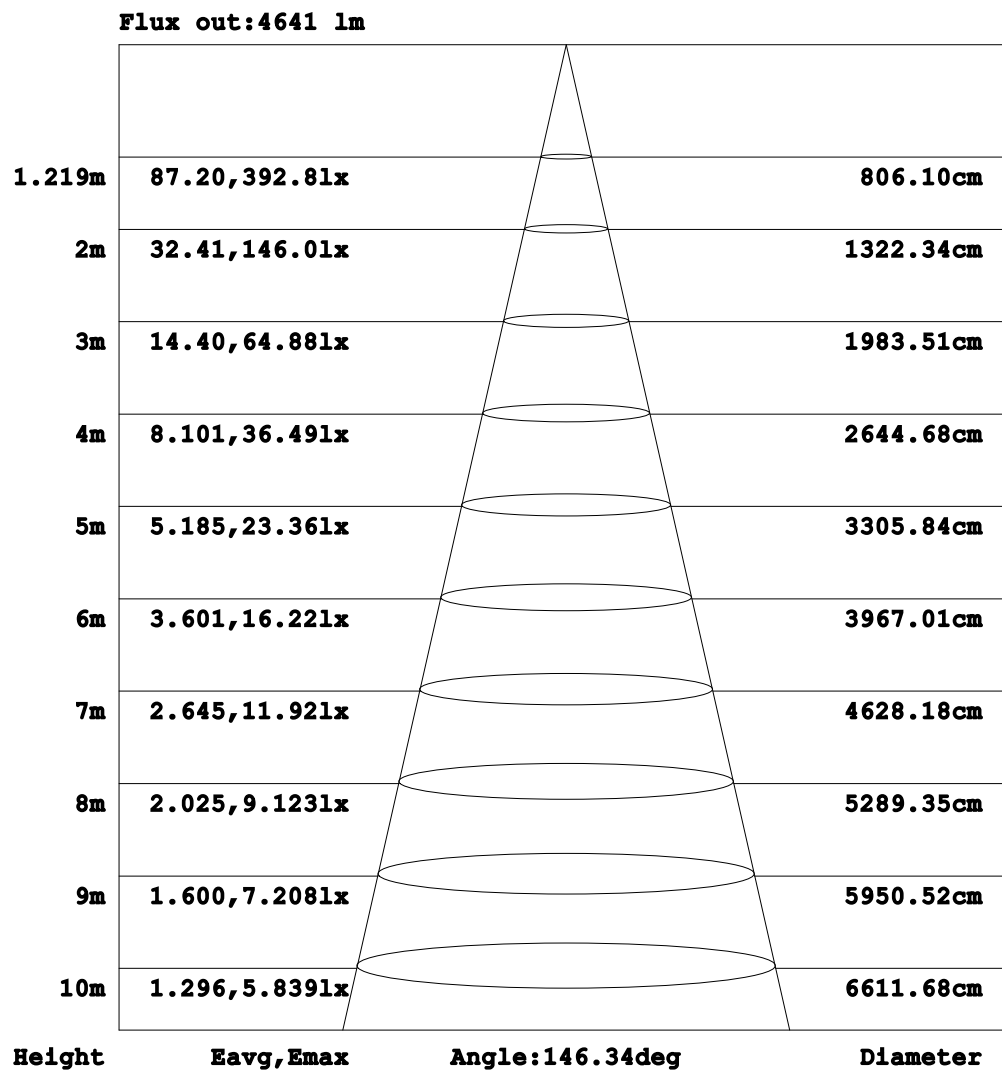 Flux out:4641 lm
1.219m 87.20,392.8lx 806.10cm
2m 32.41,146.0lx 1322.34cm
3m 14.40,64.88lx 1983.51cm
4m 8.101,36.49lx 2644.68cm
5m 5.185,23.36lx 3305.84cm
6m 3.601,16.22lx 3967.01cm
7m 2.645,11.92lx 4628.18cm
8m 2.025,9.123lx 5289.35cm
9m 1.600,7.208lx 5950.52cm
10m 1.296,5.839lx 6611.68cm
Height Eavg,Emax Angle:146.34deg Diameter